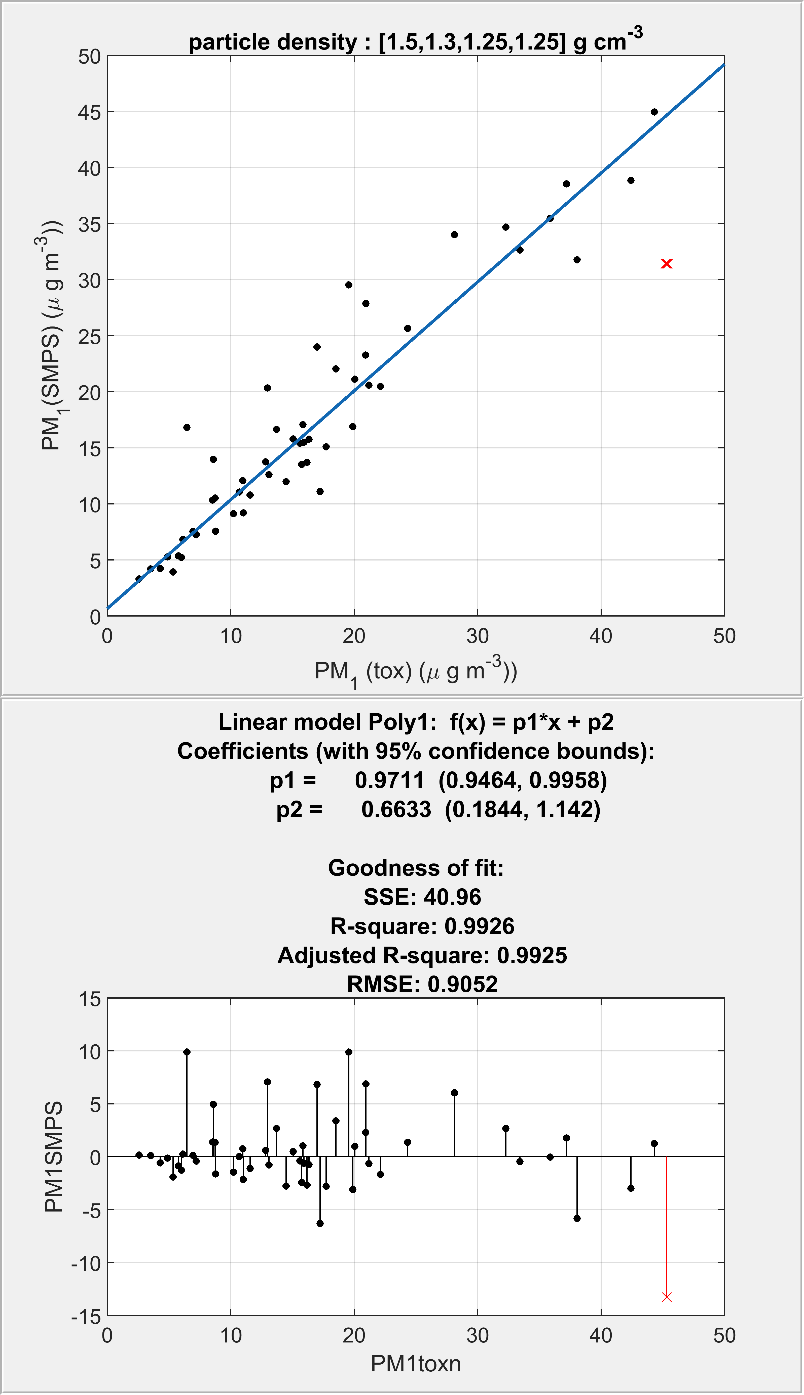 particle density : [1.5,1.3,1.25,1.25] g cm-3
50
45
40
35
30
25
20
15
10
5
0
PM1(SMPS) (μ g m-3))
0 10 20 30 40 50
PM1 (tox) (μ g m-3))
Linear model Poly1: f(x) = p1*x + p2
Coefficients (with 95% confidence bounds):
p1 = 0.9711 (0.9464, 0.9958)
p2 = 0.6633 (0.1844, 1.142)
Goodness of fit:
SSE: 40.96
R-square: 0.9926
Adjusted R-square: 0.9925
RMSE: 0.9052
15
10
5
0
-5
-10
-15
PM1SMPS
0 10 20 30 40 50
PM1toxn